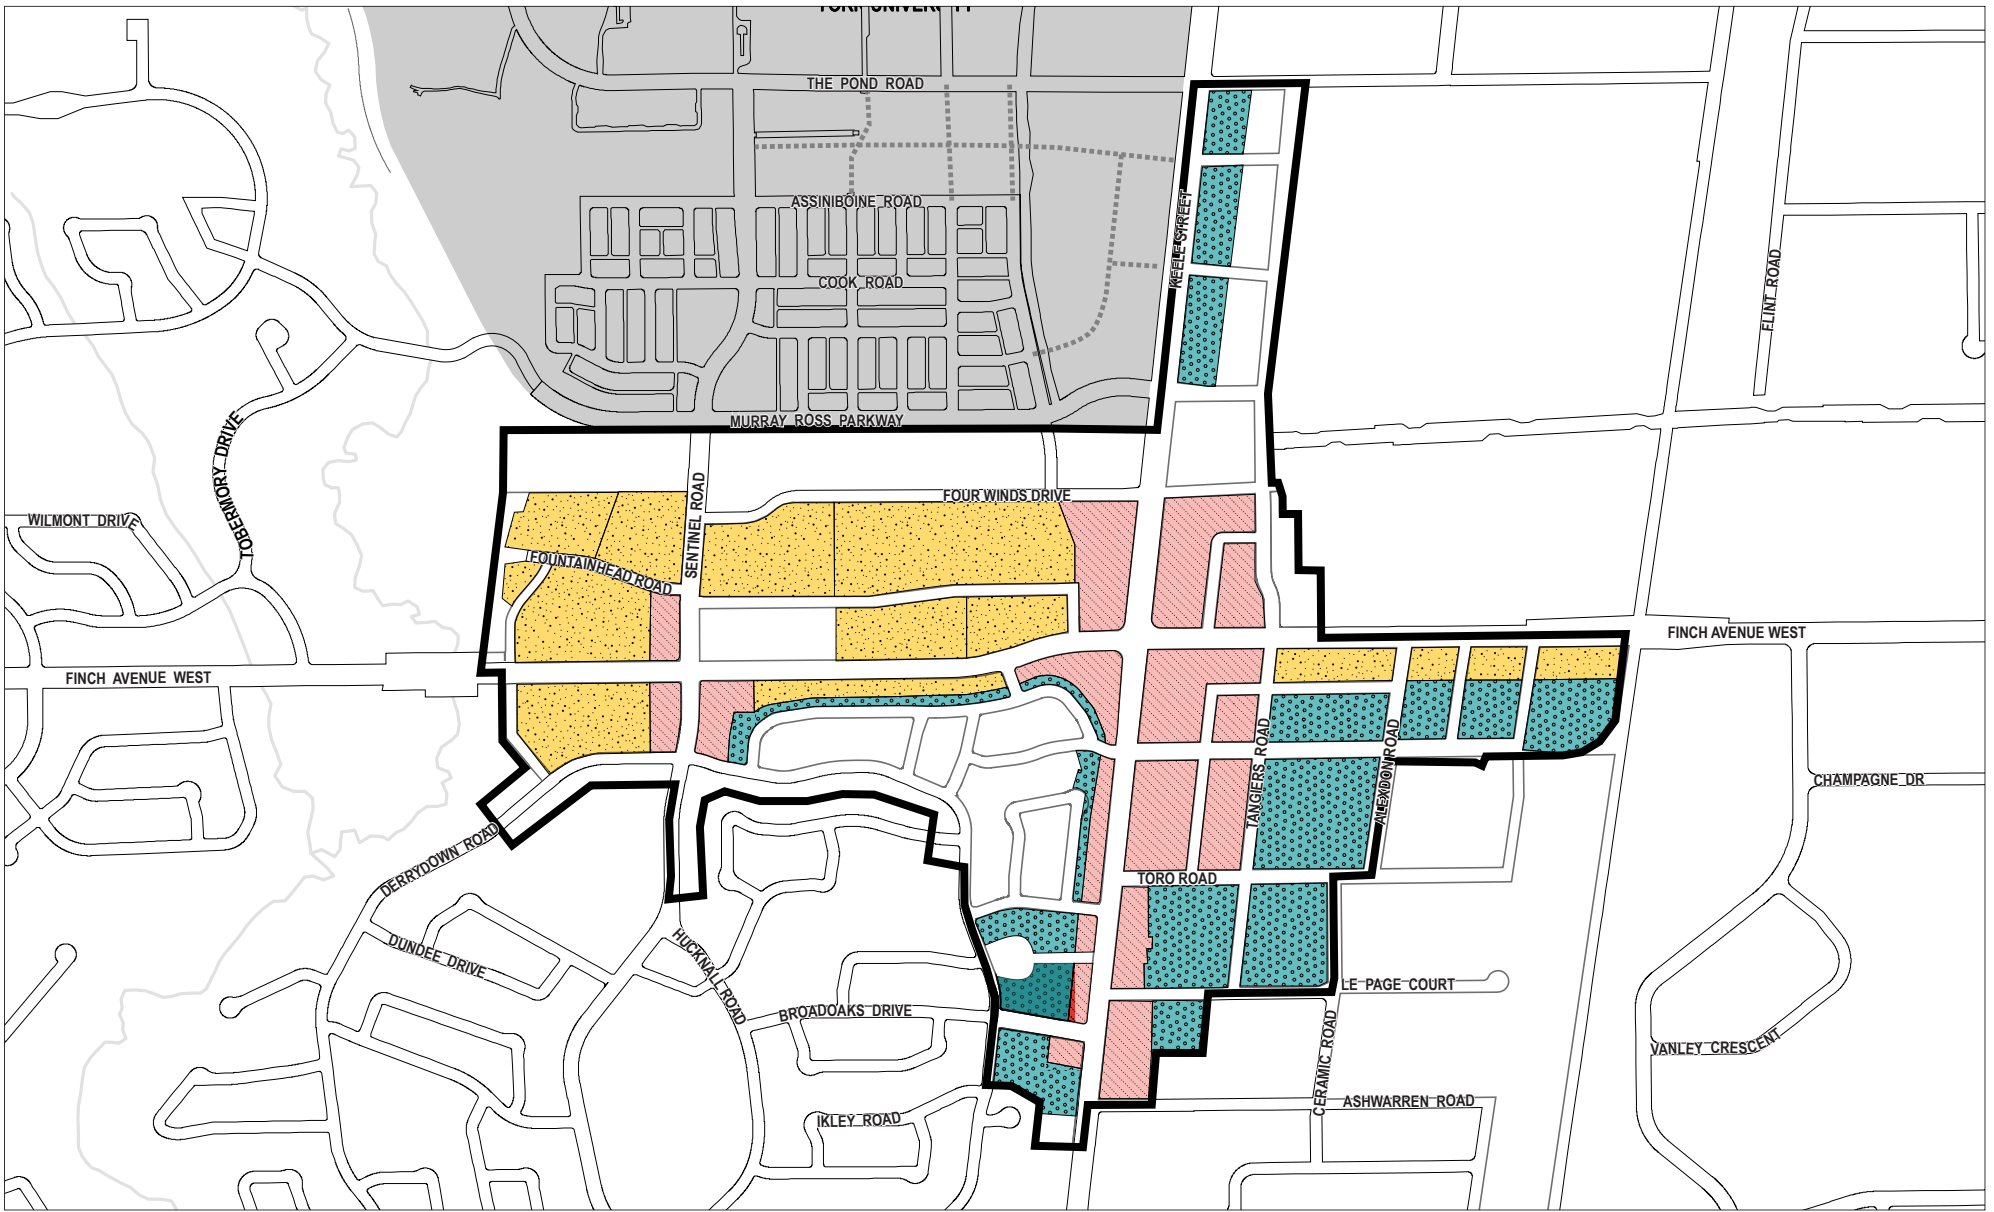 THE POND ROAD
ASSINIBOINE ROAD
KEELE STREET
COOK ROAD
FLINT ROAD
MURRAY ROSS PARKWAY
TOBERMORY DRIVE
SENTINEL ROAD
FOUR WINDS DRIVE
WILMONT DRIVE
FOUNTAINHEAD ROAD
FINCH AVENUE WEST
FINCH AVENUE WEST
TANGIERS ROAD
ALEXDON ROAD
CHAMPAGNE DR
DERRYDOWN ROAD
TORO ROAD
DUNDEE DRIVE
HUCKNALL ROAD
LE PAGE COURT
BROADOAKS DRIVE
CERAMIC ROAD
VANLEY CRESCENT
ASHWARREN ROAD
IKLEY ROAD